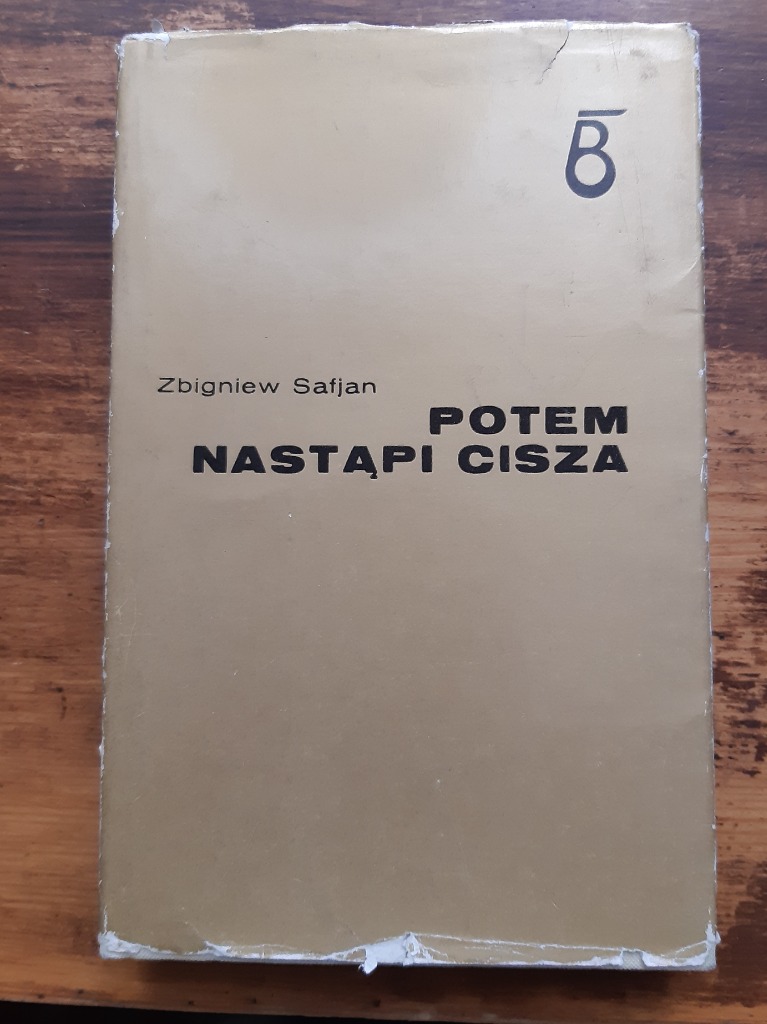 Zbigniew Safjan
POTEM
NASTĄPI CISZA